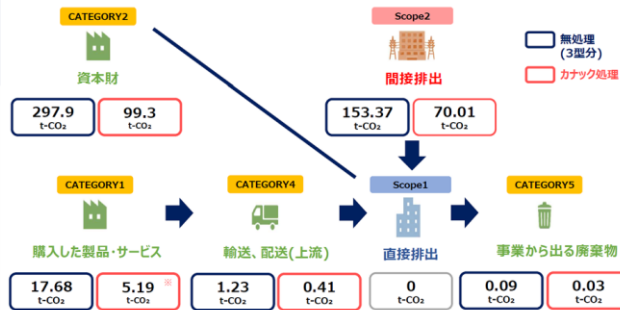 CATEGORY2
資本財
297.9
t-CO₂
99.3
t-CO₂
Scope2
間接排出
153.37
t-CO₂
70.01
t-CO₂
無処理
(3型分)
カナック処理
CATEGORY1
購入した製品・サービス
17.68
t-CO₂
5.19
t-CO₂
CATEGORY4
輸送、配送(上流)
1.23
t-CO₂
0.41
t-CO₂
Scope1
直接排出
0
t-CO₂
CATEGORY5
事業から出る廃棄物
0.09
t-CO₂
0.03
t-CO₂